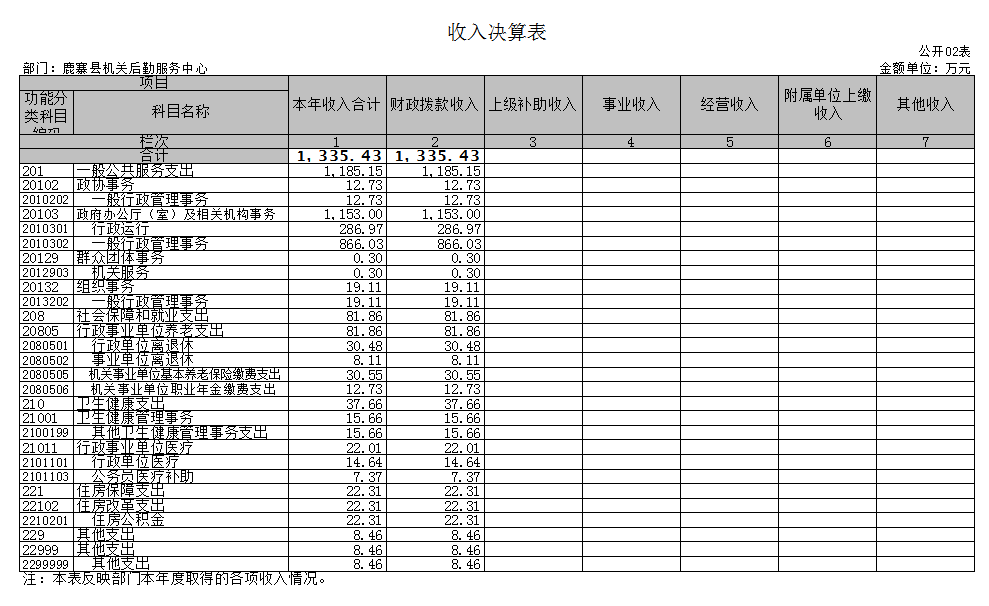 收入决算表
公开02表
部门：鹿寨县机关后勤服务中心 金额单位：万元
项目 本年收入合计 财政拨款收入 上级补助收入 事业收入 经营收入 附属单位上缴收入 其他收入
功能分类科目编码 科目名称
栏次 1 2 3 4 5 6 7
合计 1,335.43 1,335.43
201 一般公共服务支出 1,185.15 1,185.15
20102 政协事务 12.73 12.73
2010202 一般行政管理事务 12.73 12.73
20103 政府办公厅（室）及相关机构事务 1,153.00 1,153.00
2010301 行政运行 286.97 286.97
2010302 一般行政管理事务 866.03 866.03
20129 群众团体事务 0.30 0.30
2012903 机关服务 0.30 0.30
20132 组织事务 19.11 19.11
2013202 一般行政管理事务 19.11 19.11
208 社会保障和就业支出 81.86 81.86
20805 行政事业单位养老支出 81.86 81.86
2080501 行政单位离退休 30.48 30.48
2080502 事业单位离退休 8.11 8.11
2080505 机关事业单位基本养老保险缴费支出 30.55 30.55
2080506 机关事业单位职业年金缴费支出 12.73 12.73
210 卫生健康支出 37.66 37.66
21001 卫生健康管理事务 15.66 15.66
2100199 其他卫生健康管理事务支出 15.66 15.66
21011 行政事业单位医疗 22.01 22.01
2101101 行政单位医疗 14.64 14.64
2101103 公务员医疗补助 7.37 7.37
221 住房保障支出 22.31 22.31
22102 住房改革支出 22.31 22.31
2210201 住房公积金 22.31 22.31
229 其他支出 8.46 8.46
22999 其他支出 8.46 8.46
2299999 其他支出 8.46 8.46
注：本表反映部门本年度取得的各项收入情况。